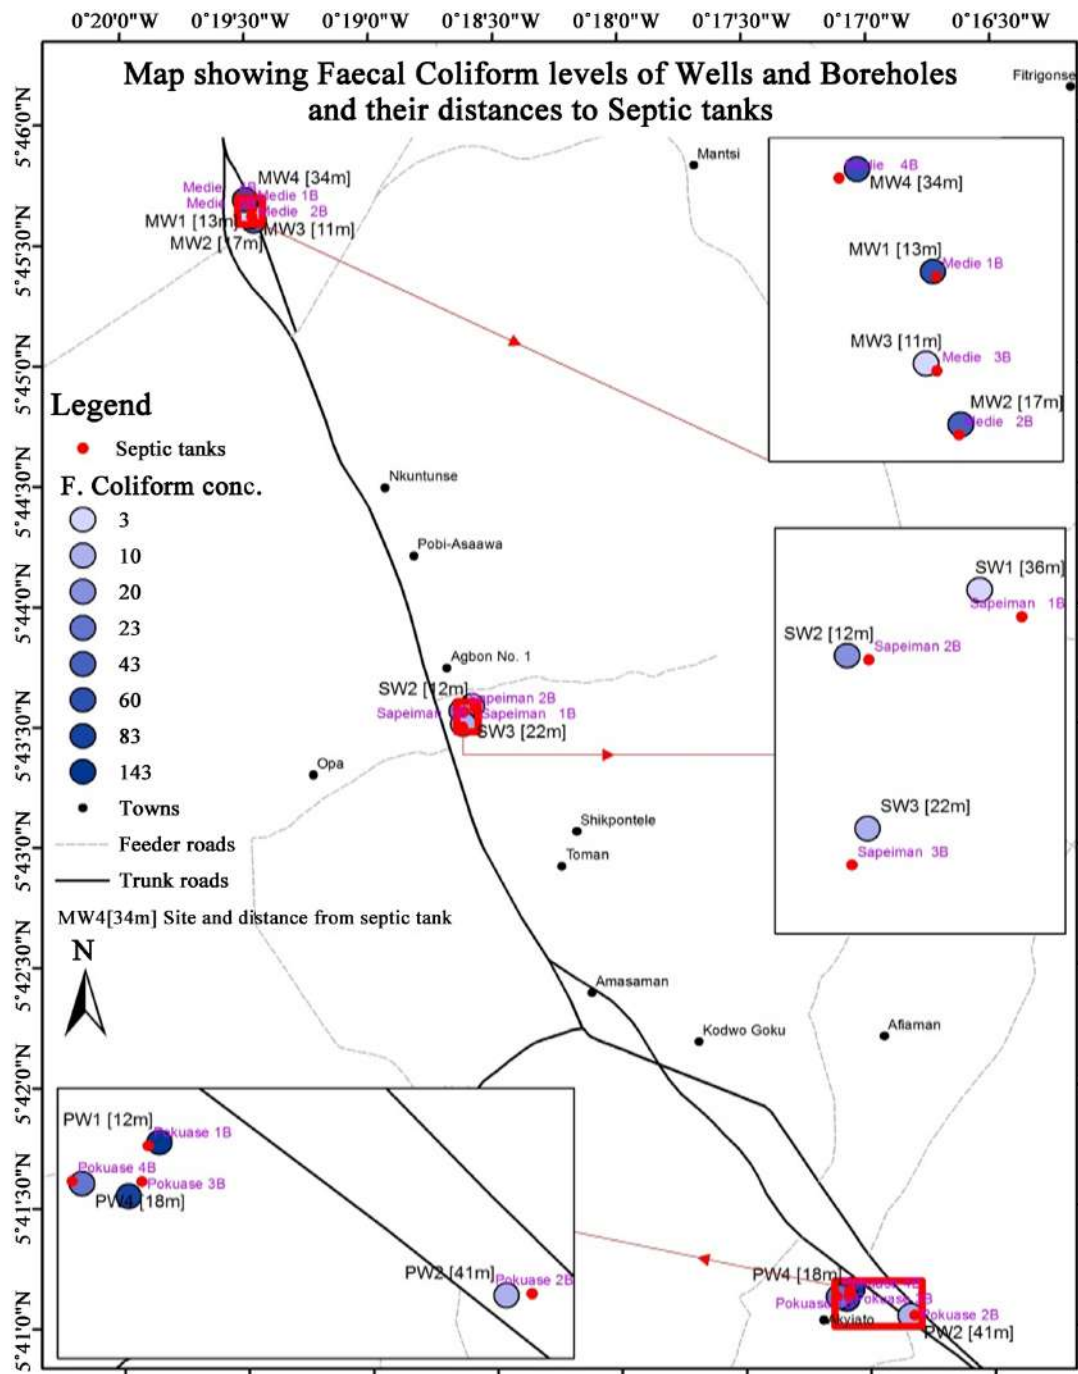 0°20'0"W 0°19'30"W 0°19'0"W 0°18'30"W 0°18'0"W 0°17'30"W 0°17'0"W 0°16'30"W
Map showing Faecal Coliform levels of Wells and Boreholes
and their distances to Septic tanks
Fitrigonse
5°46'0"N
5°45'30"N
5°45'0"N
5°44'30"N
5°44'0"N
5°43'30"N
5°43'0"N
5°42'30"N
5°42'0"N
5°41'30"N
5°41'0"N
Mantsi
MW4 [34m]
Medie
Medie 1B
Medie
Medie 2B
MW1 [13m]
MW3 [11m]
MW2 [17m]
4B
MW4 [34m]
MW1 [13m]
Medie 1B
MW3 [11m]
Medie 3B
MW2 [17m]
Medie 2B
Legend
Septic tanks
F. Coliform conc.
3
10
20
23
43
60
83
143
Towns
Feeder roads
Trunk roads
MW4[34m] Site and distance from septic tank
N
Nkuntunse
Pobi-Asaawa
Agbon No. 1
SW2 [12m]
Sapeiman 2B
Sapeiman
Sapeiman 1B
SW3 [22m]
Opa
Shikpontele
Toman
SW1 [36m]
Sapeiman 1B
SW2 [12m]
Sapeiman 2B
SW3 [22m]
Sapeiman 3B
Amasaman
Kodwo Goku
Afiaman
PW1 [12m]
Pokuase 1B
Pokuase 4B
Pokuase 3B
PW4 [18m]
PW2 [41m]
Pokuase 2B
PW4 [18m]
Pokuase
Pokuase 2B
Akyiato
PW2 [41m]